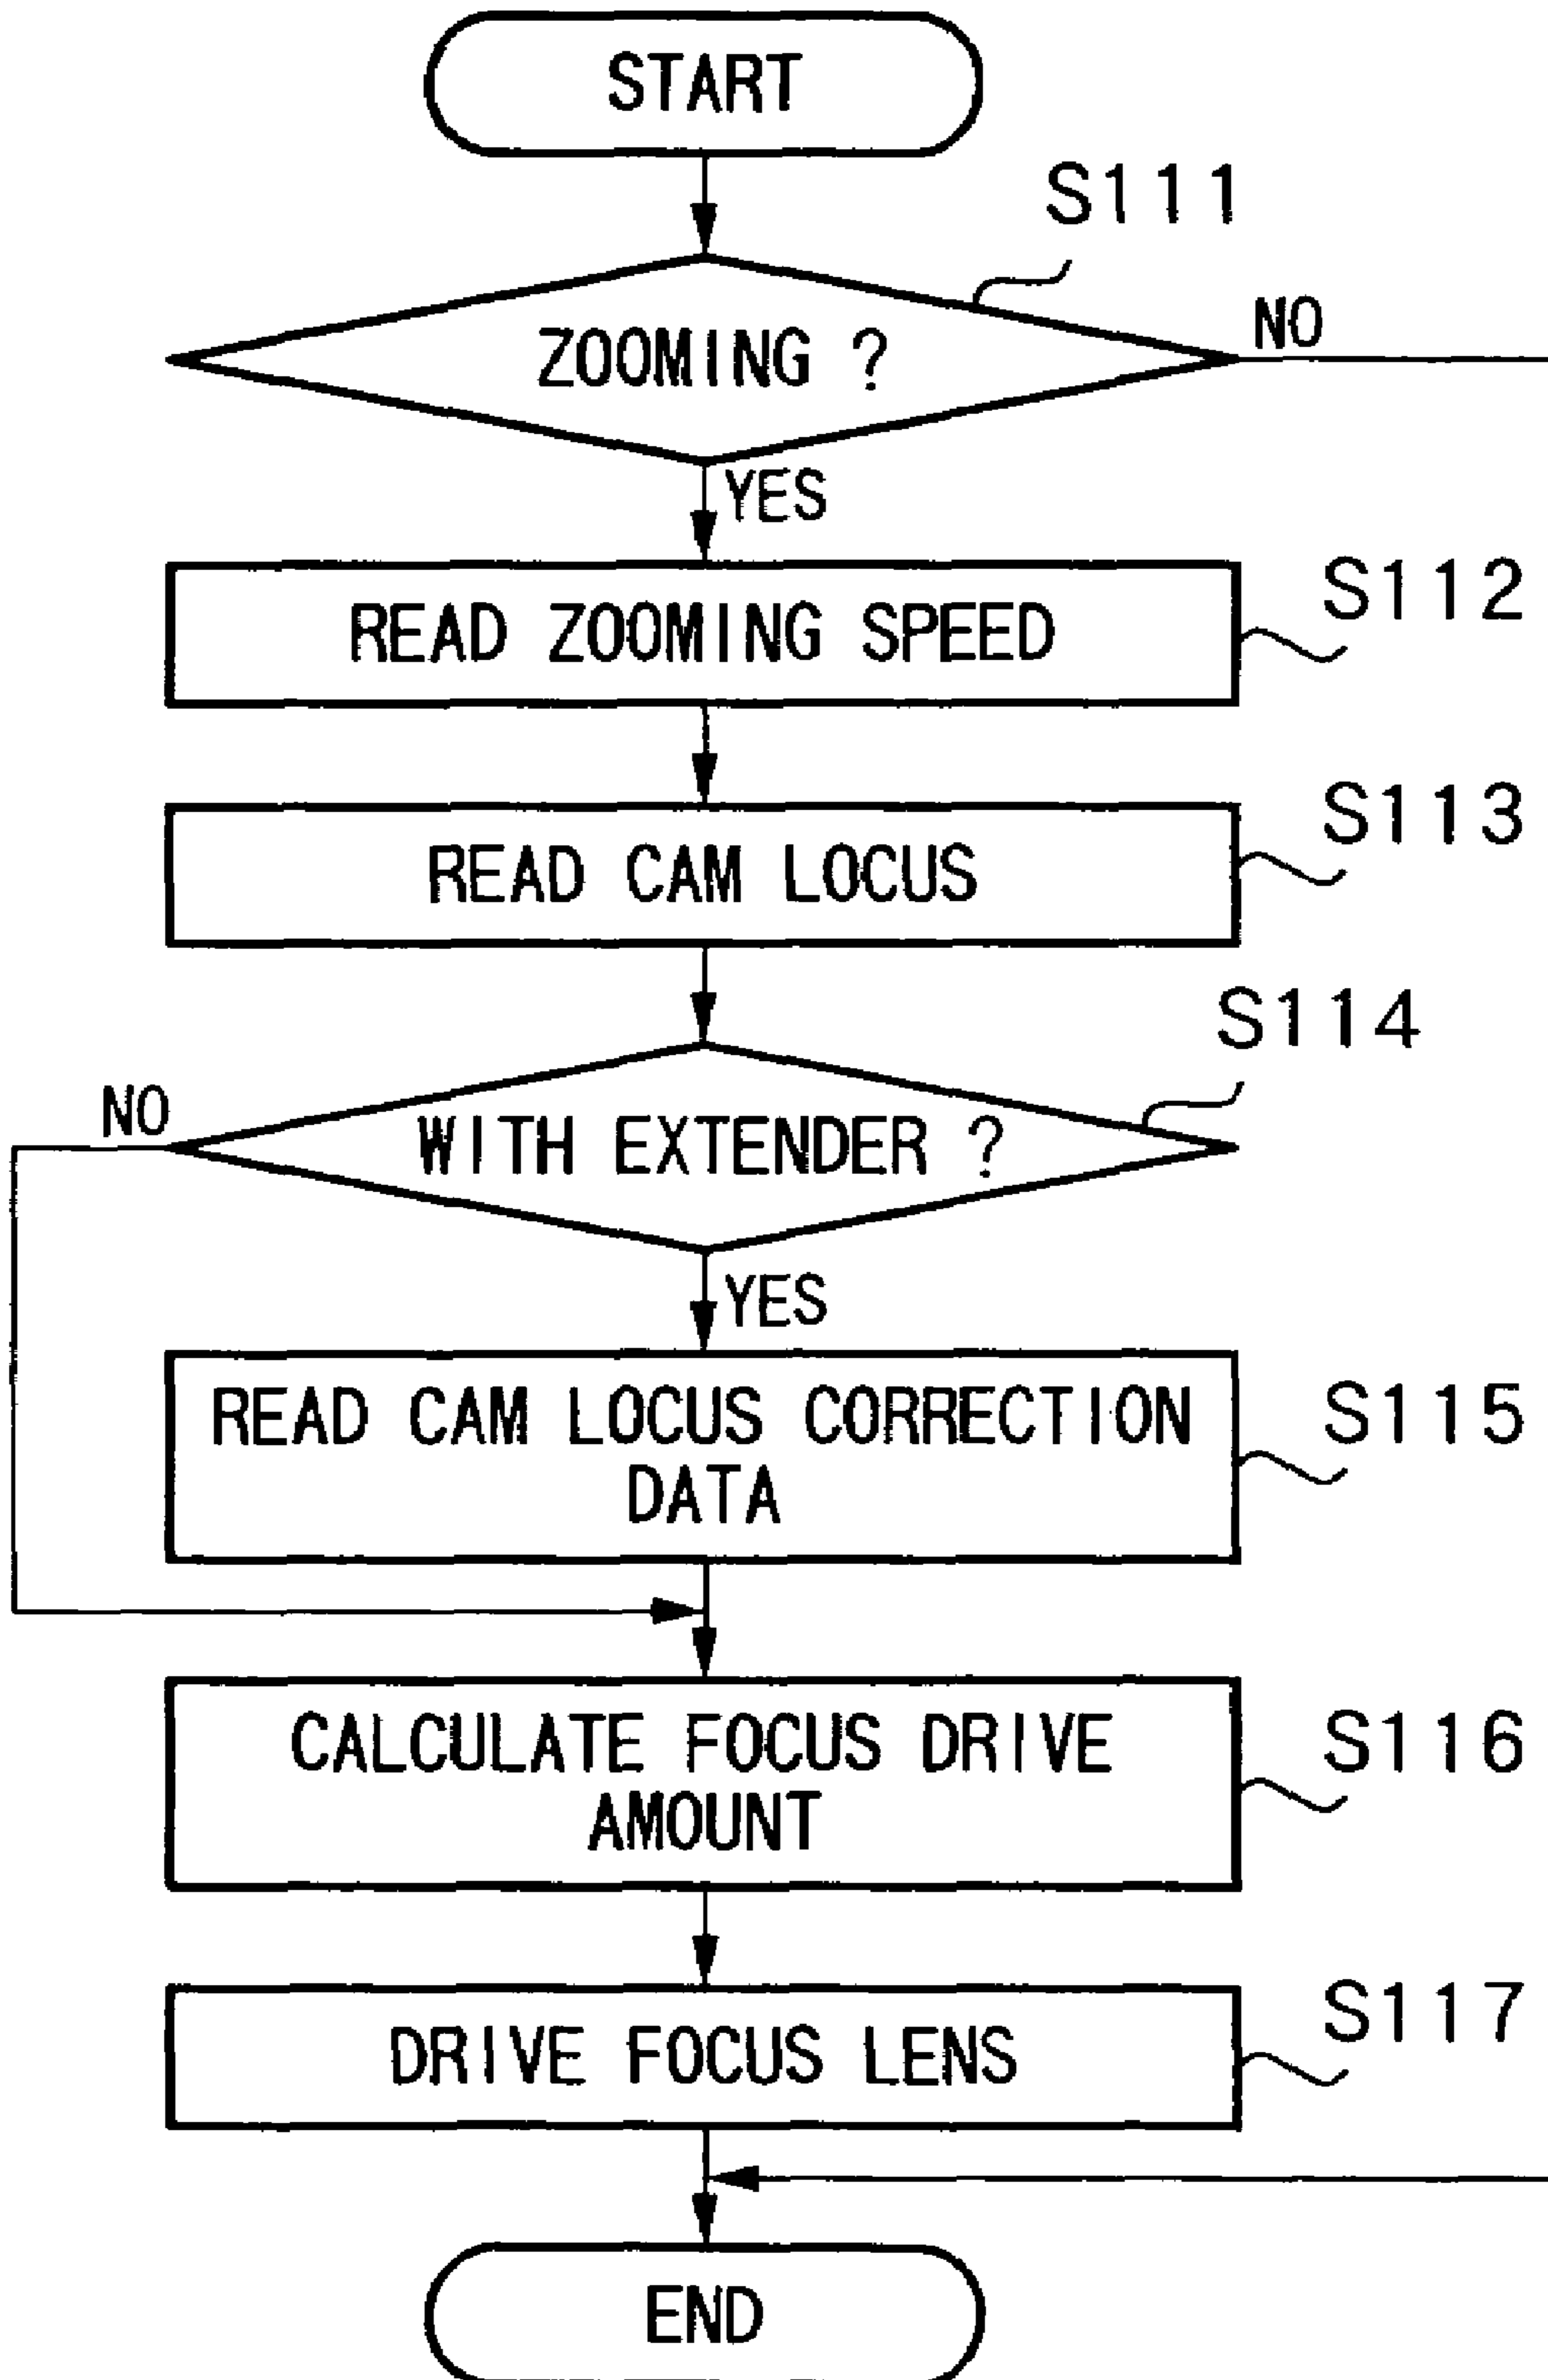 START
S111
ZOOMING ?
NO
YES
READ ZOOMING SPEED
S112
READ CAM LOCUS
S113
S114
NO
WITH EXTENDER ?
YES
READ CAM LOCUS CORRECTION
DATA
S115
CALCULATE FOCUS DRIVE
AMOUNT
S116
DRIVE FOCUS LENS
S117
END